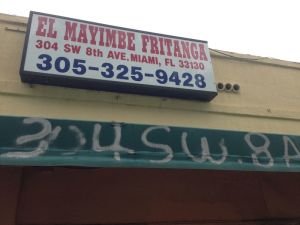 EL MAYIMBE FRITANGA
304 SW 8th AVE. MIAMI, FL 33130
305-325-9428
304 SW. 8A